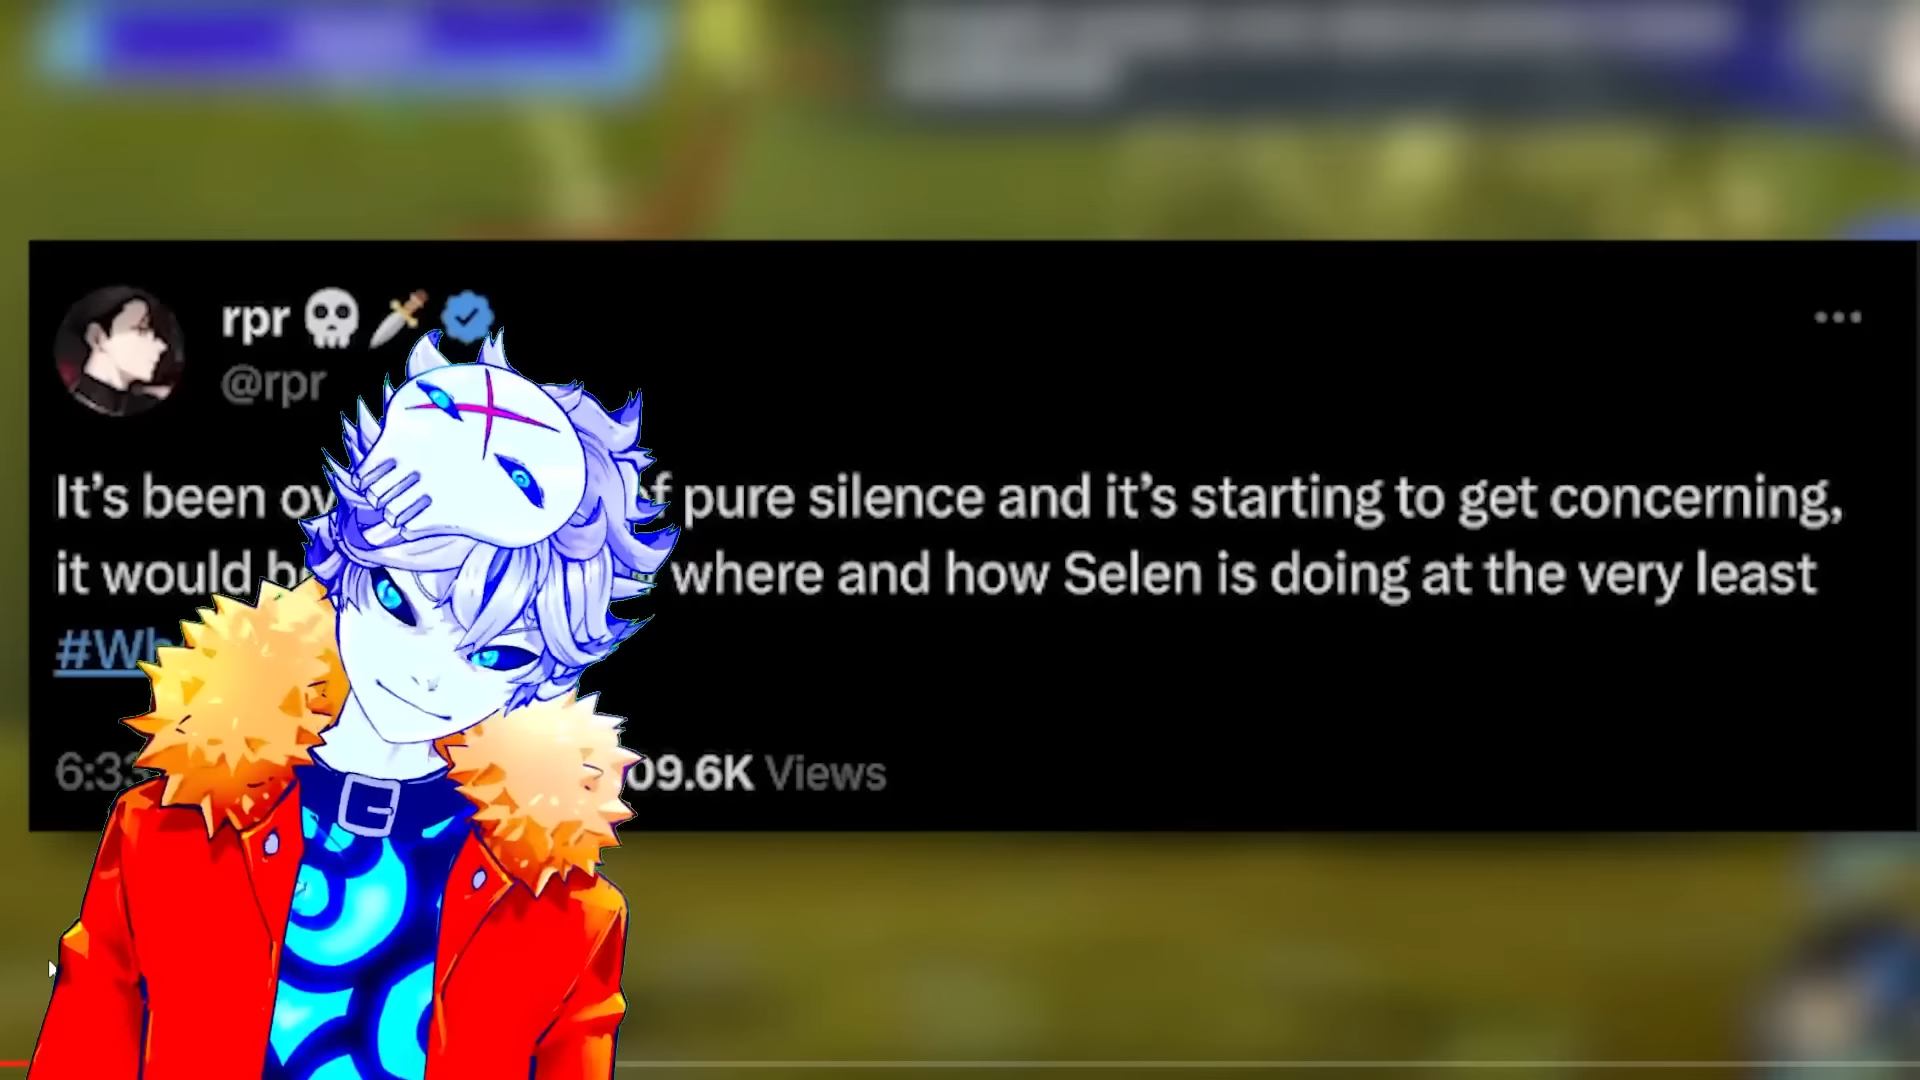 rpr
@rpr
It's been of pure silence and it's starting to get concerning,
it would where and how Selen is doing at the very least
09.6K Views